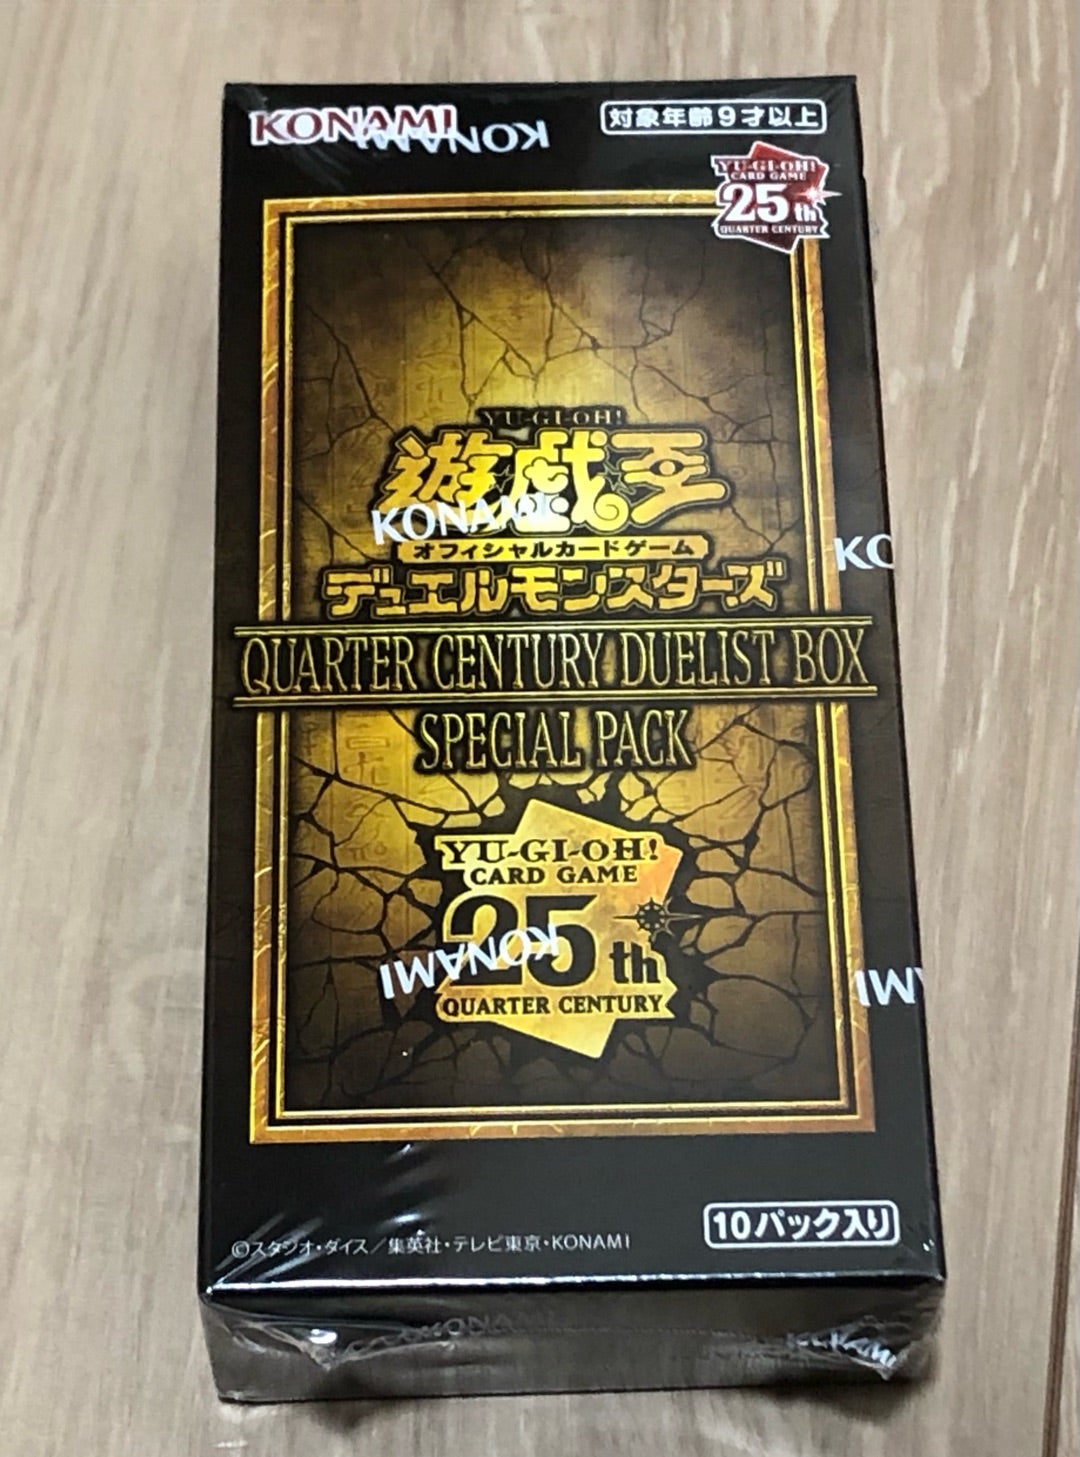 KONAMI
KONAMI
対象年齢9才以上
YU-GI-OH!
CARD GAME
25th
QUARTER CENTURY
YU-GI-OH!
遊戯王
KONAMI
オフィシャルカードゲーム
KO
デュエルモンスターズ
QUARTER CENTURY DUELIST BOX
SPECIAL PACK
YU-GI-OH!
CARD GAME
25th
KONAMI
QUARTER CENTURY
10パック入り
©スタジオ・ダイス／集英社・テレビ東京・KONAMI
KONAMI
KONAMI